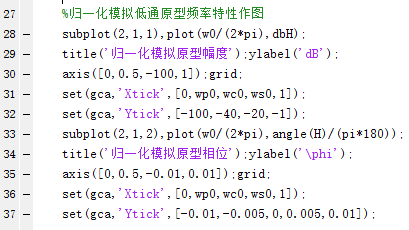 27 %归一化模拟低通原型频率特性作图
28 — subplot(2,1,1),plot(w0/(2*pi),dbH);
29 — title('归一化模拟原型幅度');ylabel('dB');
30 — axis([0,0.5,-100,1]);grid;
31 — set(gca,'Xtick',[0,wp0,wc0,ws0,1]);
32 — set(gca,'Ytick',[-100,-40,-20,-1]);
33 — subplot(2,1,2),plot(w0/(2*pi),angle(H)/(pi*180));
34 — title('归一化模拟原型相位');ylabel('\phi');
35 — axis([0,0.5,-0.01,0.01]);grid;
36 — set(gca,'Xtick',[0,wp0,wc0,ws0,1]);
37 — set(gca,'Ytick',[-0.01,-0.005,0,0.005,0.01]);